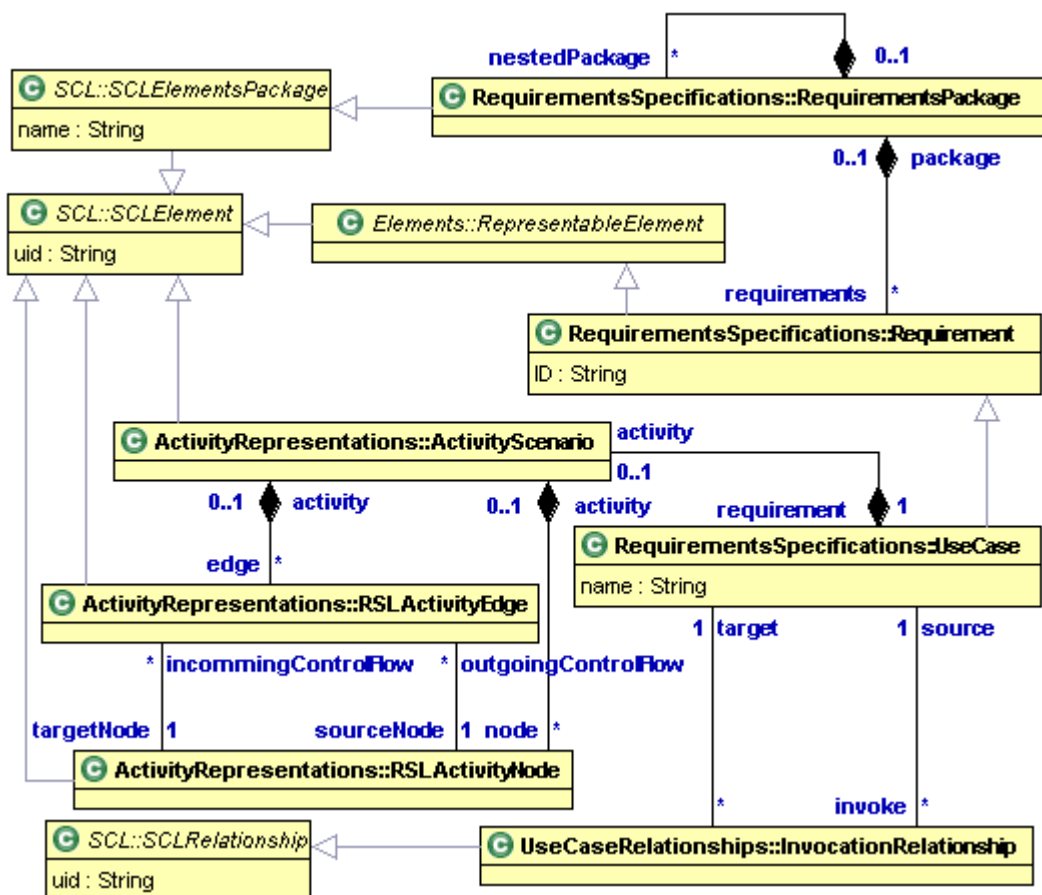 nestedPackage * 0..1
SCL::SCLElementsPackage
name : String
RequirementsSpecifications::RequirementsPackage
0..1 package
SCL::SCLElement
uid : String
Elements::RepresentableElement
requirements *
RequirementsSpecifications::Requirement
ID : String
ActivityRepresentations::ActivityScenario
activity
0..1
0..1 activity
0..1 activity
requirement 1
RequirementsSpecifications::UseCase
name : String
edge *
ActivityRepresentations::RSLActivityEdge
1 target
1 source
* incommingControlFlow
* outgoingControlFlow
targetNode 1
sourceNode 1
node *
ActivityRepresentations::RSLActivityNode
*
invoke *
SCL::SCLRelationship
uid : String
UseCaseRelationships::InvocationRelationship